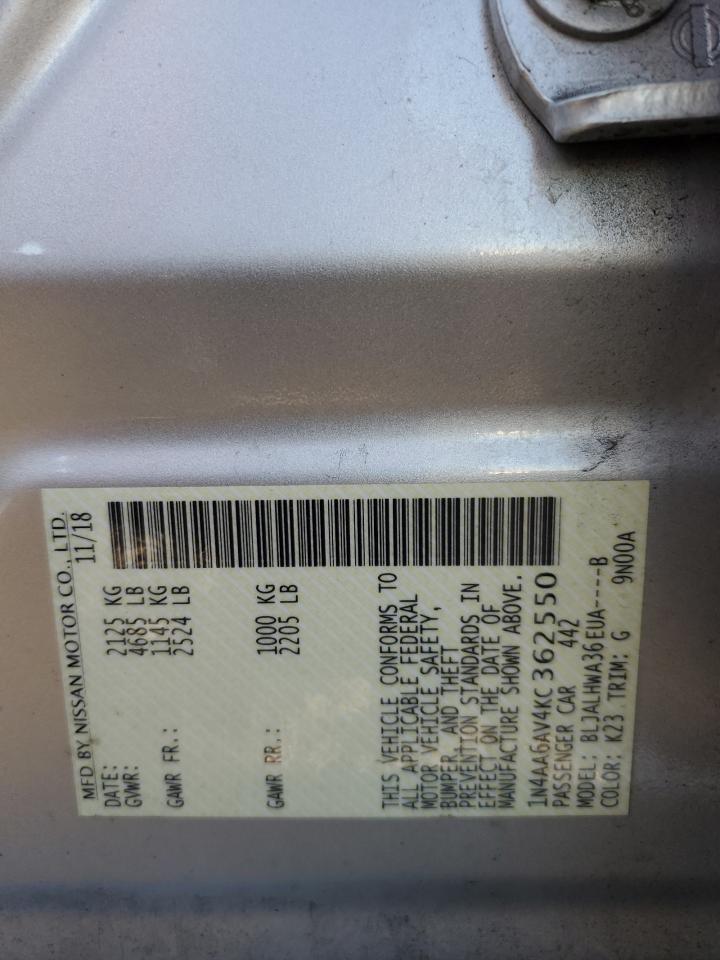 MFD BY NISSAN MOTOR CO., LTD.
DATE: 11/18
GVWR: 2125 KG
4685 LB
GAWR FR.: 1145 KG
2524 LB
GAWR RR.: 1000 KG
2205 LB
THIS VEHICLE CONFORMS TO
ALL APPLICABLE FEDERAL
MOTOR VEHICLE SAFETY,
BUMPER, AND THEFT
PREVENTION STANDARDS IN
EFFECT ON THE DATE OF
MANUFACTURE SHOWN ABOVE.
1N4AA6AV4KC362550
PASSENGER CAR 442
MODEL: BLJALHWA36EUA----B
COLOR: K23 TRIM: G 9N00A